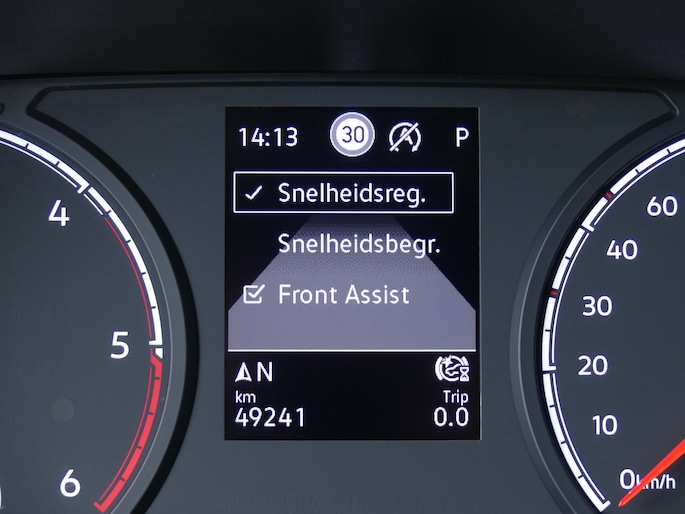 14:13 30 A P
✓ Snelheidsreg.
Snelheidsbegr.
☑ Front Assist
N
km Trip
49241 0.0
4
5
6
60
40
30
20
10
0 km/h